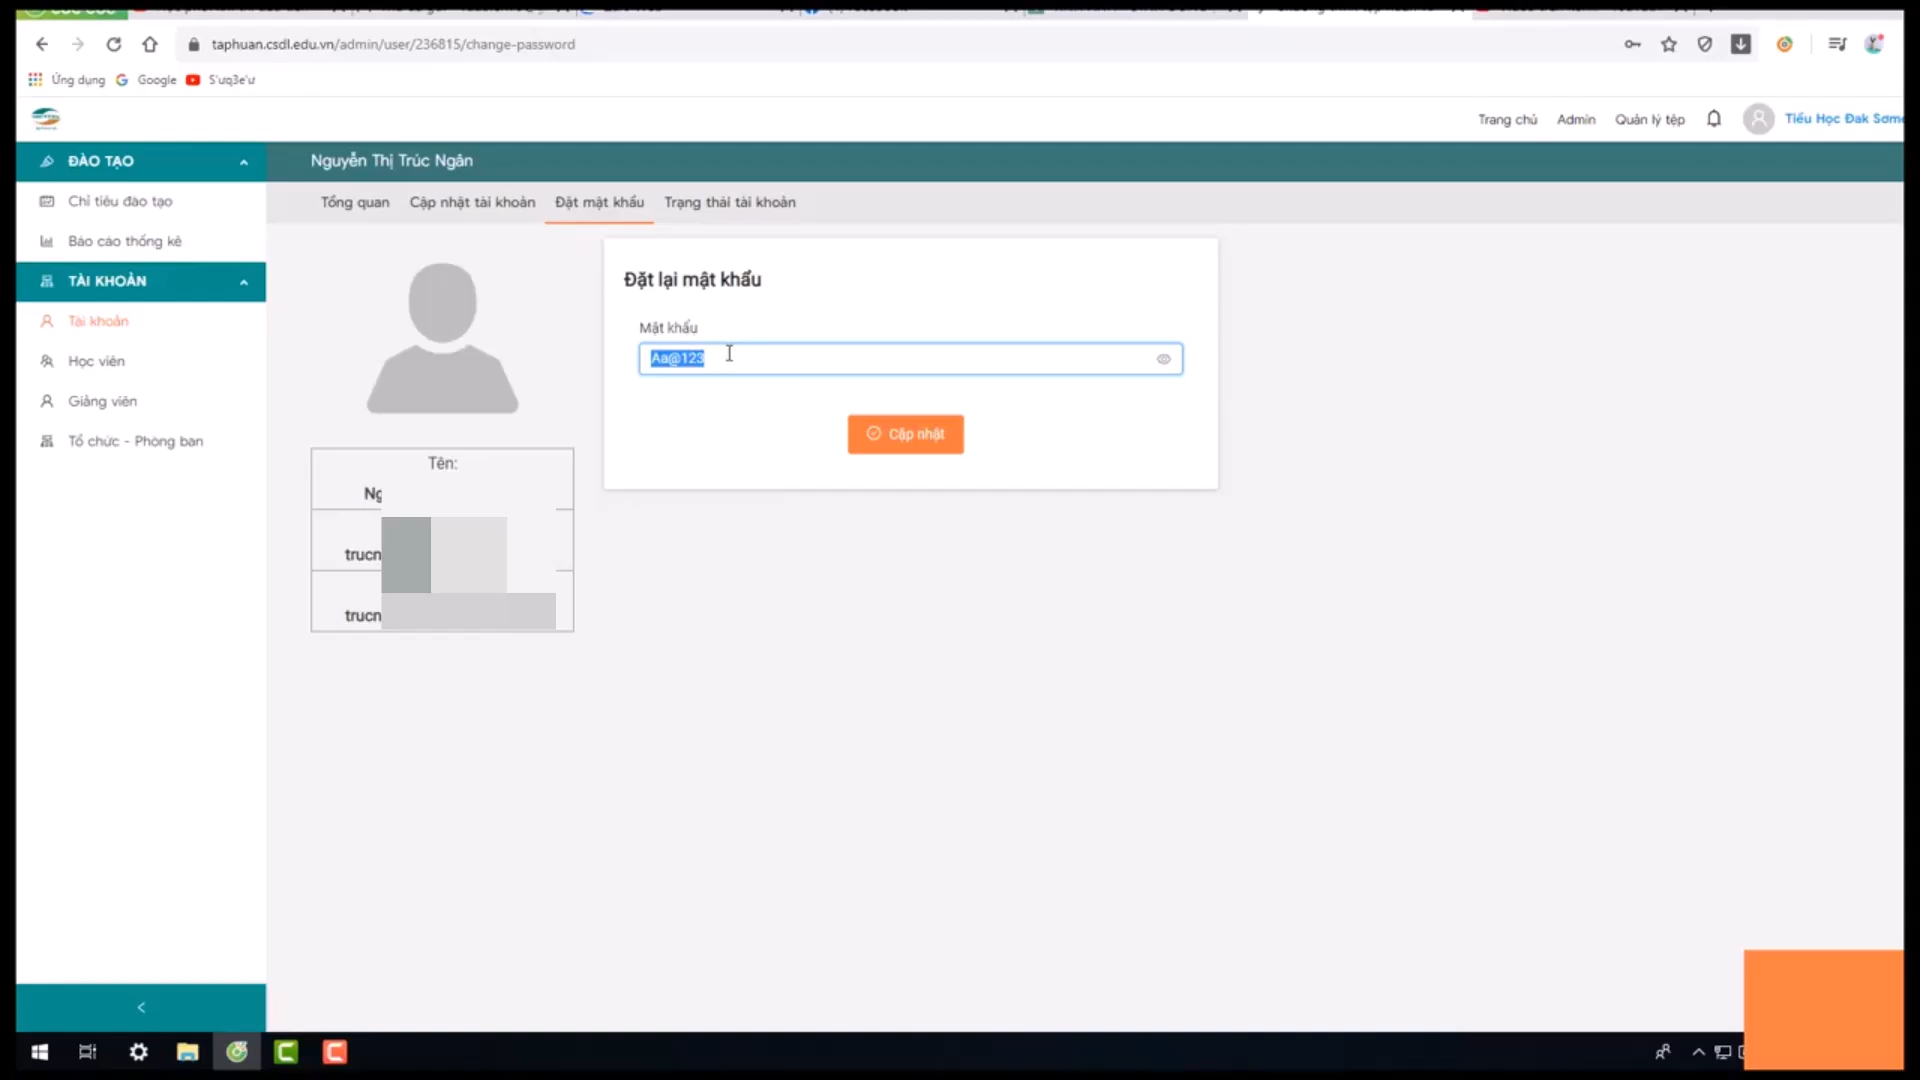 taphuan.csdl.edu.vn/admin/user/236815/change-password
Ứng dụng Google S'ưq3e'ư
Trang chủ Admin Quản lý tệp Tiểu Học Đak Sơme
ĐÀO TẠO
Nguyễn Thị Trúc Ngân
Chỉ tiêu đào tạo
Tổng quan Cập nhật tài khoản Đặt mật khẩu Trạng thái tài khoản
Báo cáo thống kê
TÀI KHOẢN
Tài khoản
Học viên
Giảng viên
Tổ chức - Phòng ban
Đặt lại mật khẩu
Mật khẩu
Aa@123
Cập nhật
Tên:
Ng
trucn
trucn